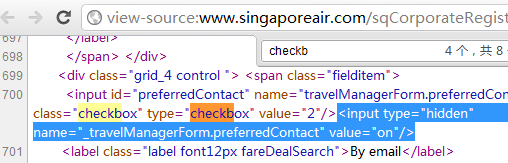 view-source:www.singaporeair.com/sqCorporateRegist
checkb
4 个，共 8
697
</label>
698
</span> </div>
699
<div class="grid_4 control "> <span class="fielditem">
700
<input id="preferredContact" name="travelManagerForm.preferredContact"
class="checkbox" type="checkbox" value="2"/><input type="hidden"
name="_travelManagerForm.preferredContact" value="on"/>
701
<label class="label font12px fareDealSearch">By email</label>